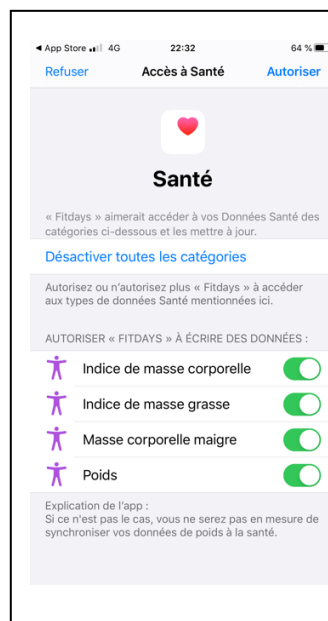 App Store 4G 22:32 64 %
Refuser Accès à Santé Autoriser
Santé
« Fitdays » aimerait accéder à vos Données Santé des
catégories ci-dessous et les mettre à jour.
Désactiver toutes les catégories
Autorisez ou n'autorisez plus « Fitdays » à accéder
aux types de données Santé mentionnées ici.
AUTORISER « FITDAYS » À ÉCRIRE DES DONNÉES :
Indice de masse corporelle
Indice de masse grasse
Masse corporelle maigre
Poids
Explication de l'app :
Si ce n'est pas le cas, vous ne serez pas en mesure de
synchroniser vos données de poids à la santé.